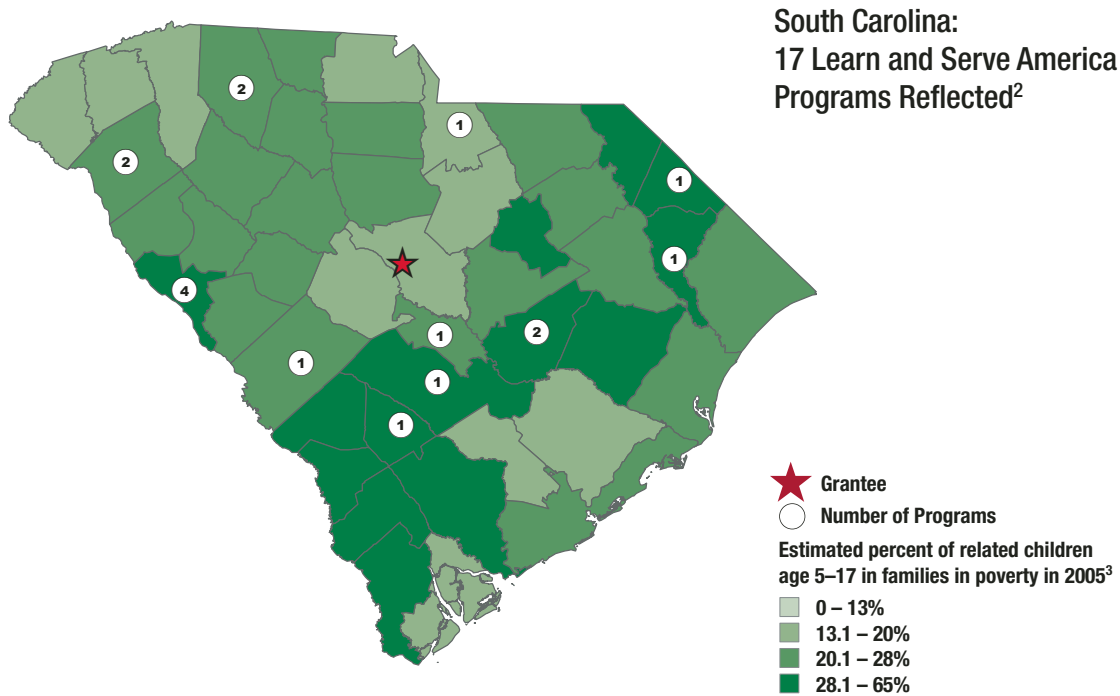 South Carolina:
17 Learn and Serve America
Programs Reflected²
2
1
2
1
1
4
1
2
1
1
1
Grantee
Number of Programs
Estimated percent of related children
age 5–17 in families in poverty in 2005³
0 – 13%
13.1 – 20%
20.1 – 28%
28.1 – 65%